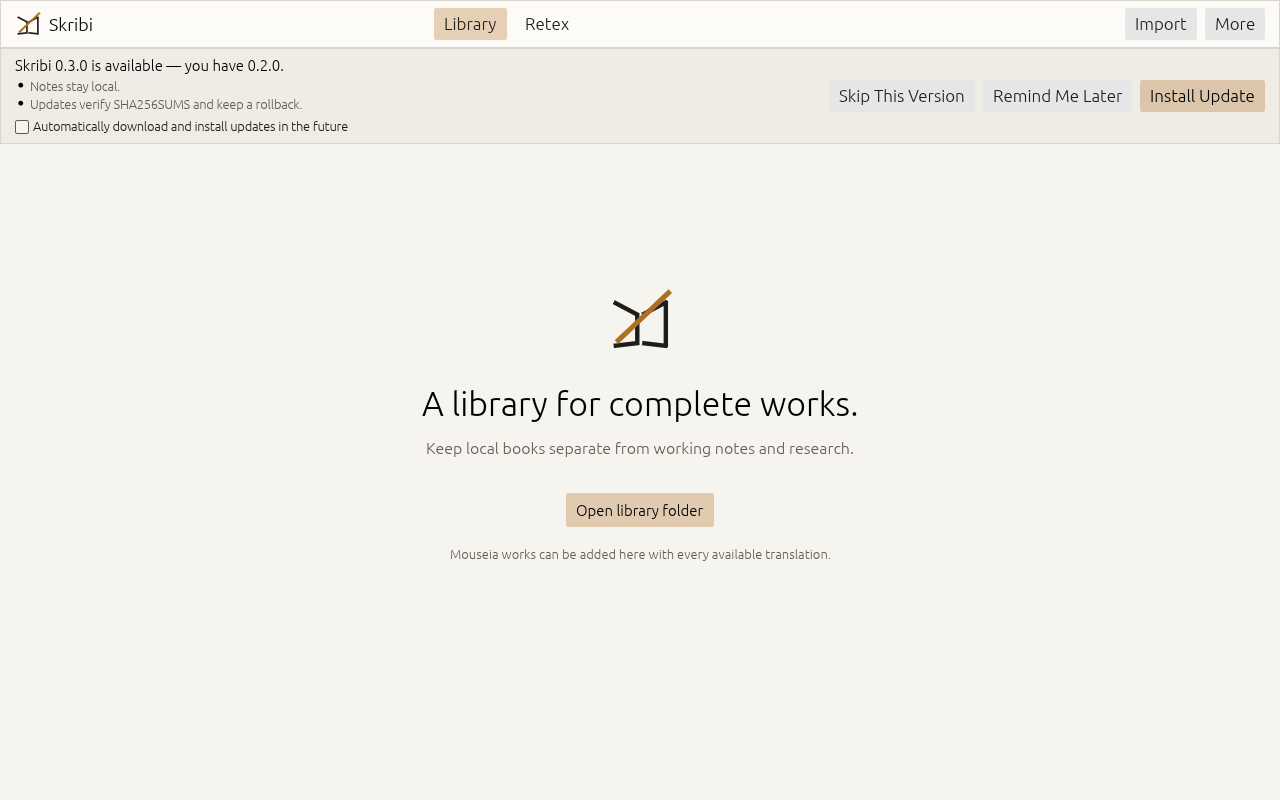 Skribi
Library
Retex
Import
More
Skribi 0.3.0 is available — you have 0.2.0.
• Notes stay local.
• Updates verify SHA256SUMS and keep a rollback.
Automatically download and install updates in the future
Skip This Version
Remind Me Later
Install Update
A library for complete works.
Keep local books separate from working notes and research.
Open library folder
Mouseia works can be added here with every available translation.